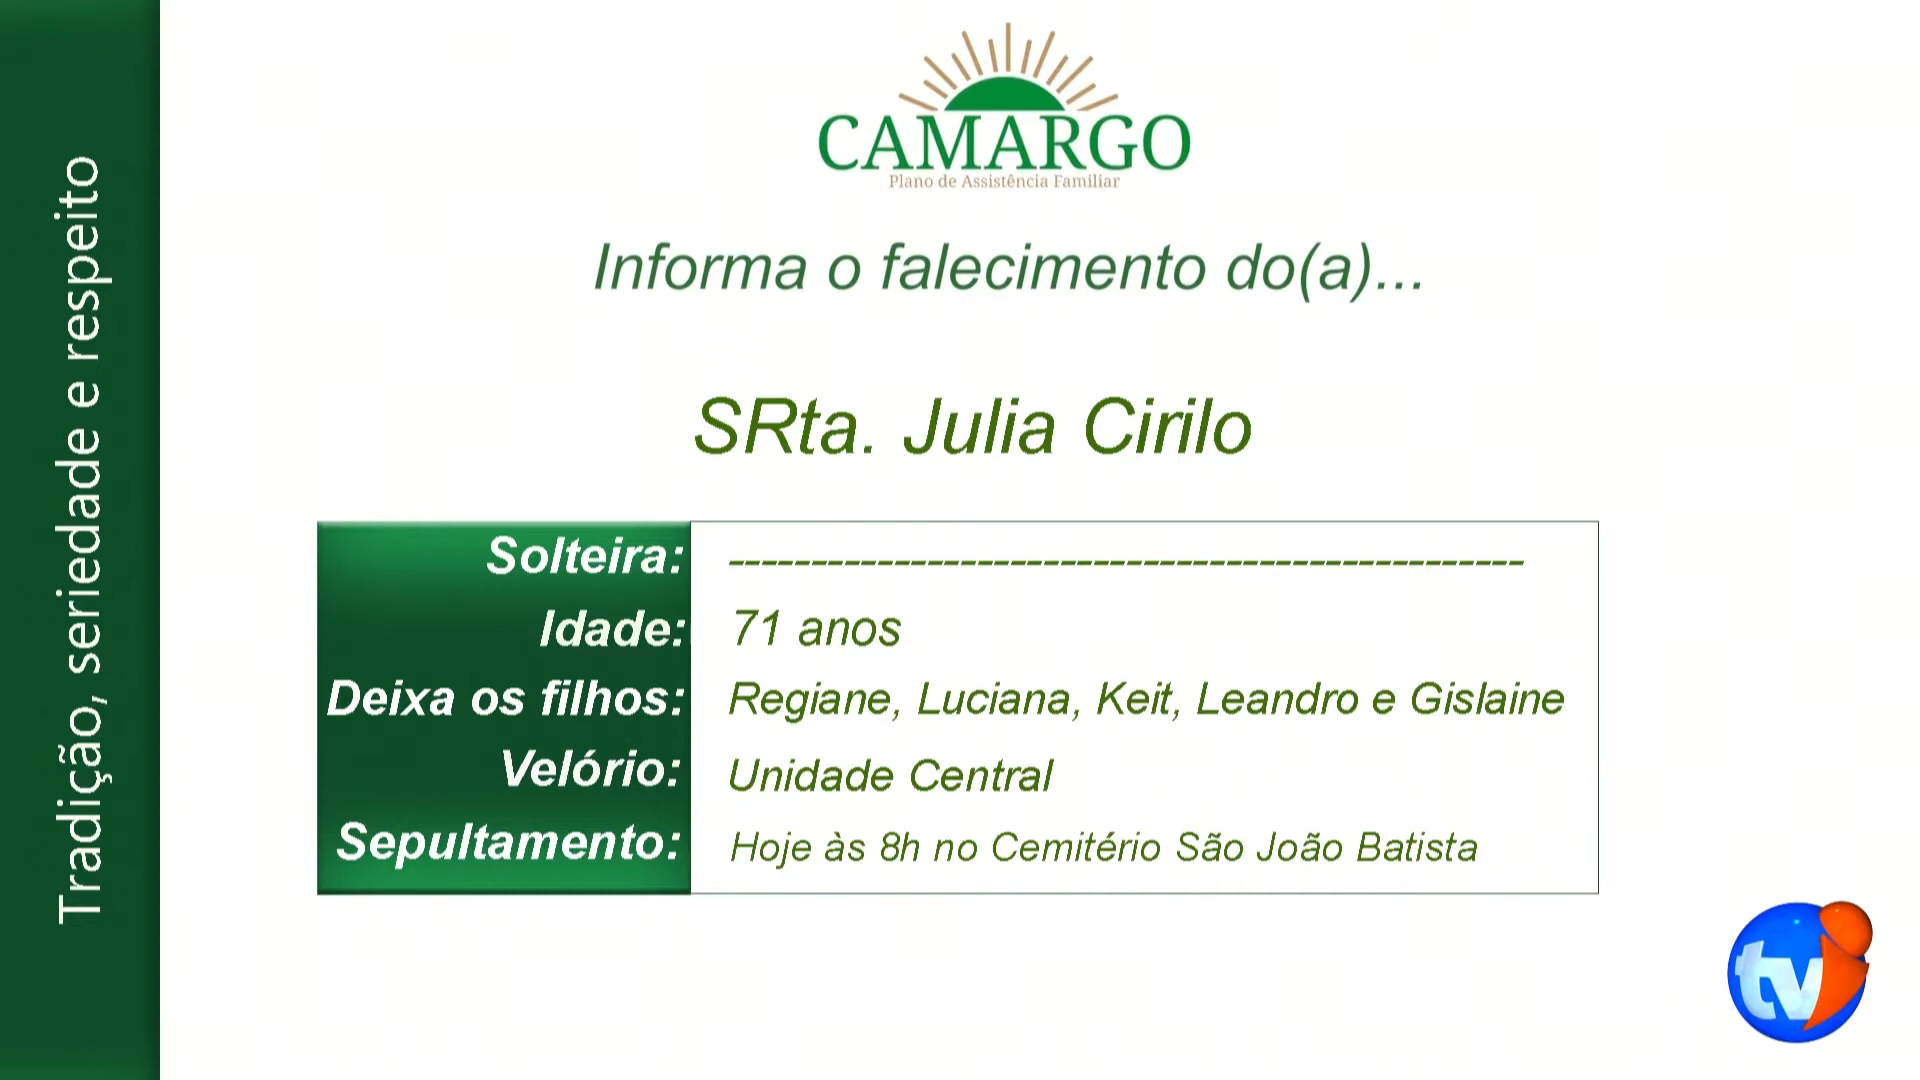 Tradição, seriedade e respeito
CAMARGO
Plano de Assistência Familiar
Informa o falecimento do(a)...
SRta. Julia Cirilo
Solteira: ------------------------------------------------
Idade: 71 anos
Deixa os filhos: Regiane, Luciana, Keit, Leandro e Gislaine
Velório: Unidade Central
Sepultamento: Hoje às 8h no Cemitério São João Batista
tvi